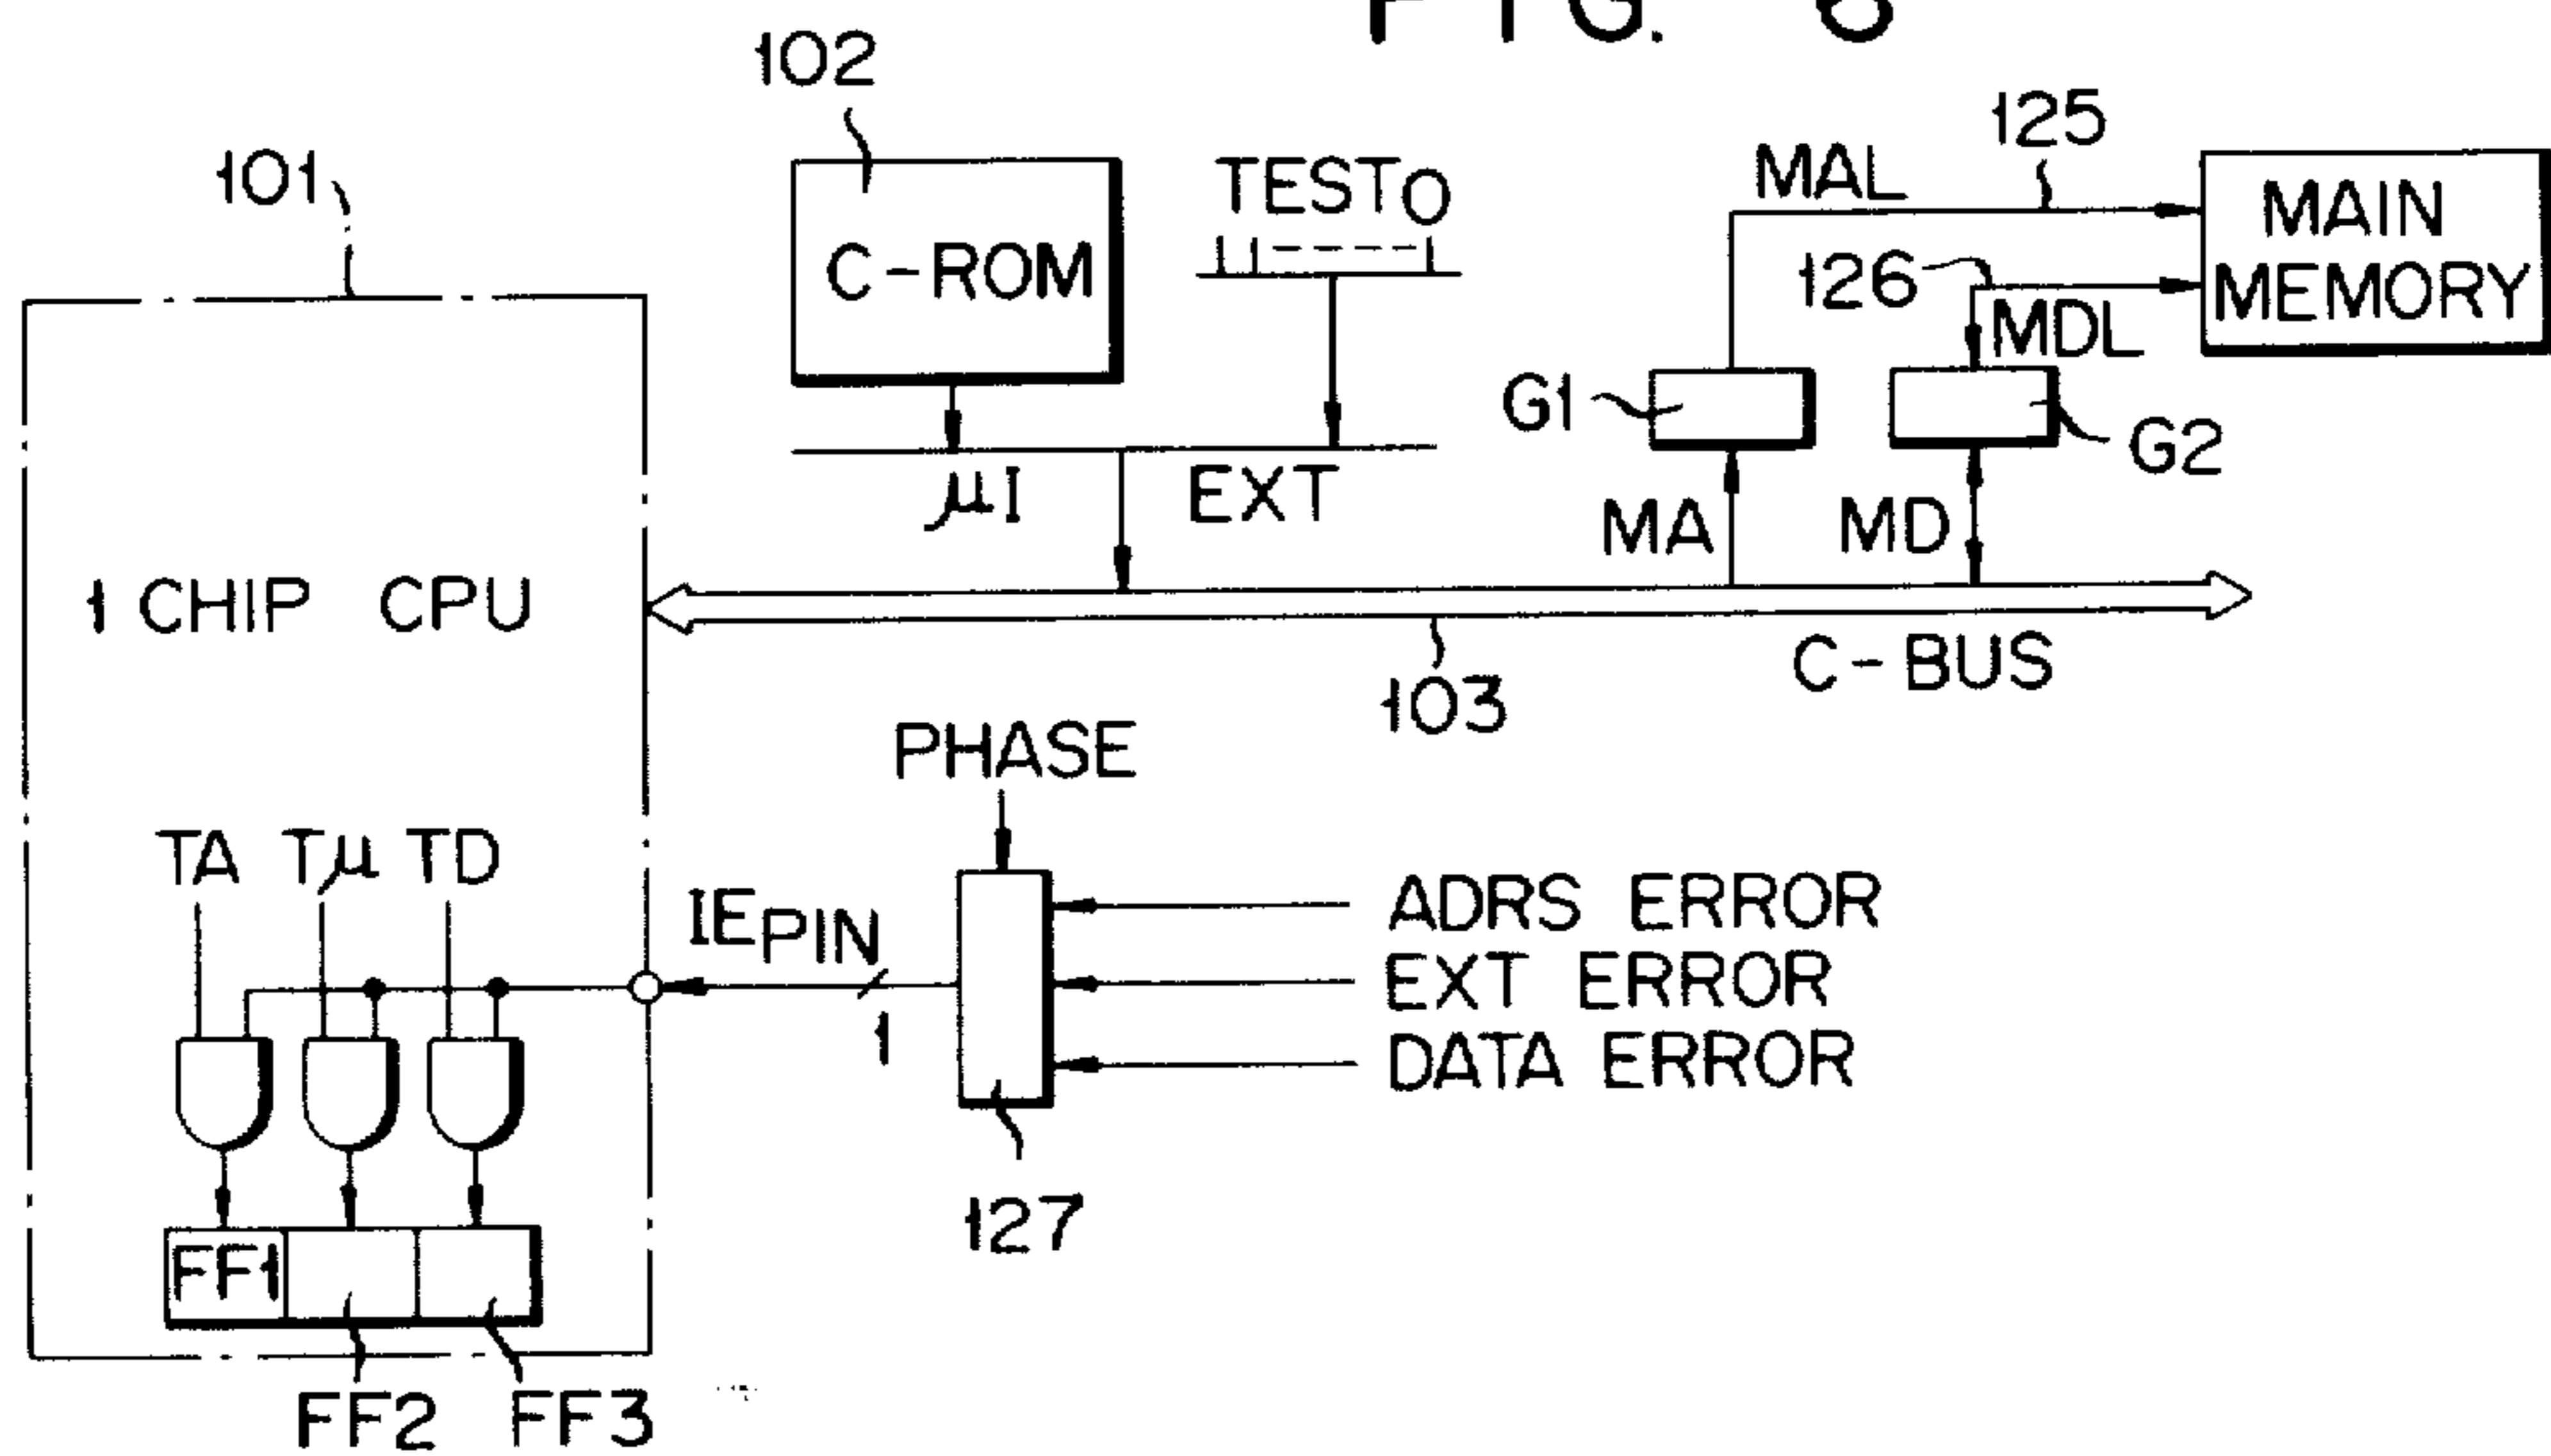 FIG. 6
102
125
101
TEST0
MAL
MAIN
MEMORY
C-ROM
126
MDL
G1
G2
μI
EXT
MA
MD
1 CHIP CPU
C-BUS
103
PHASE
TA Tμ TD
IEPIN
ADRS ERROR
EXT ERROR
1
DATA ERROR
127
FF1
FF2
FF3